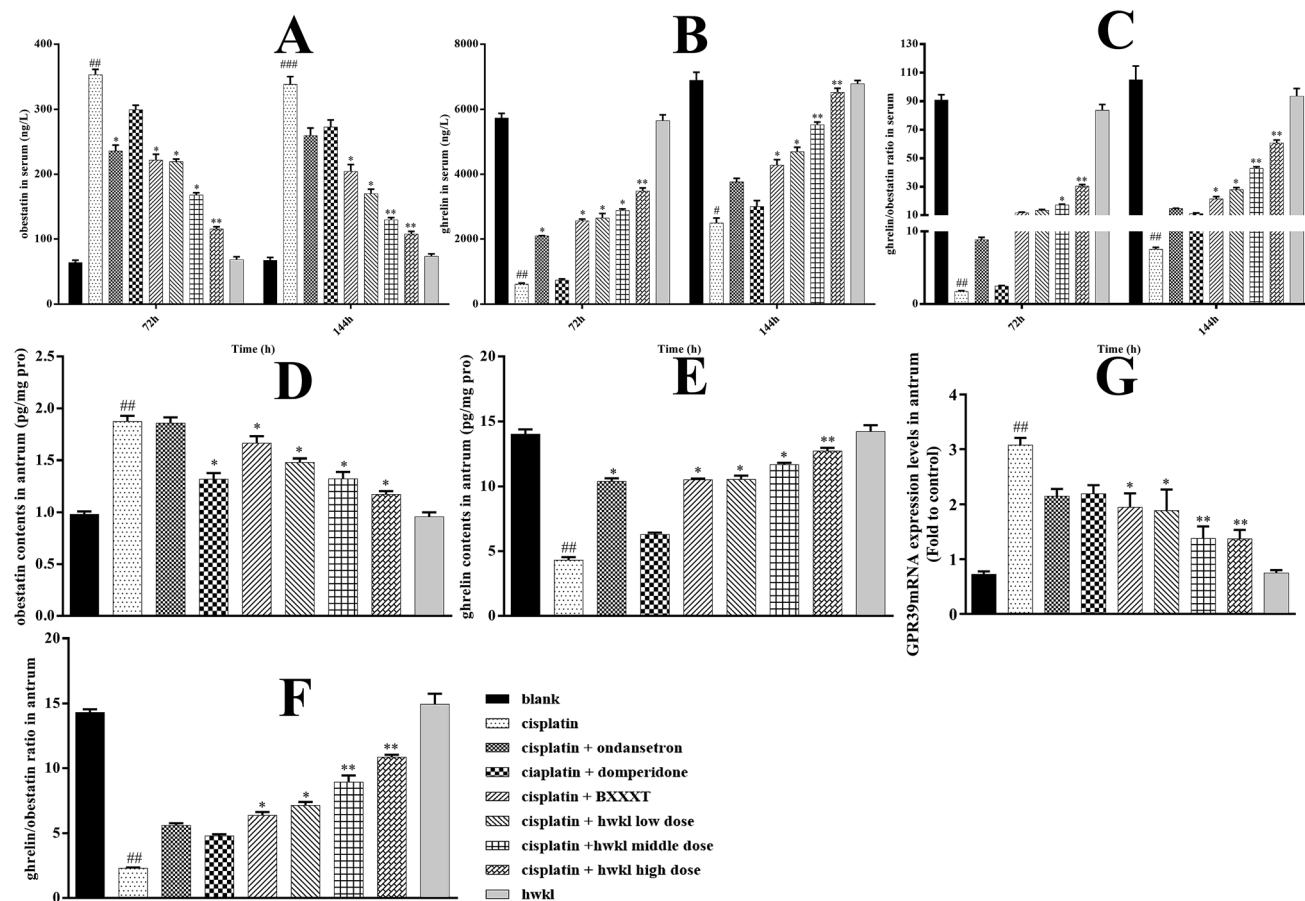 A
obestatin in serum (ng/L)
400
300
200
100
0
##
*
*
*
*
**
###
*
*
**
**
72h
144h
Time (h)
B
ghrelin in serum (ng/L)
8000
6000
4000
2000
0
##
*
*
*
*
**
#
*
*
**
**
72h
144h
Time (h)
C
ghrelin/obestatin ratio in serum
130
110
90
70
50
30
10
10
0
##
*
**
##
*
*
**
**
72h
144h
Time (h)
D
obestatin contents in antrum (pg/mg pro)
2.5
2.0
1.5
1.0
0.5
0.0
##
*
*
*
*
*
E
ghrelin contents in antrum (pg/mg pro)
20
15
10
5
0
##
*
*
*
*
**
G
GPR39mRNA expression levels in antrum
(Fold to control)
4
3
2
1
0
##
*
*
**
**
F
ghrelin/obestatin ratio in antrum
20
15
10
5
0
##
*
*
**
**
blank
cisplatin
cisplatin + ondansetron
ciaplatin + domperidone
cisplatin + BXXXT
cisplatin + hwkl low dose
cisplatin +hwkl middle dose
cisplatin + hwkl high dose
hwkl